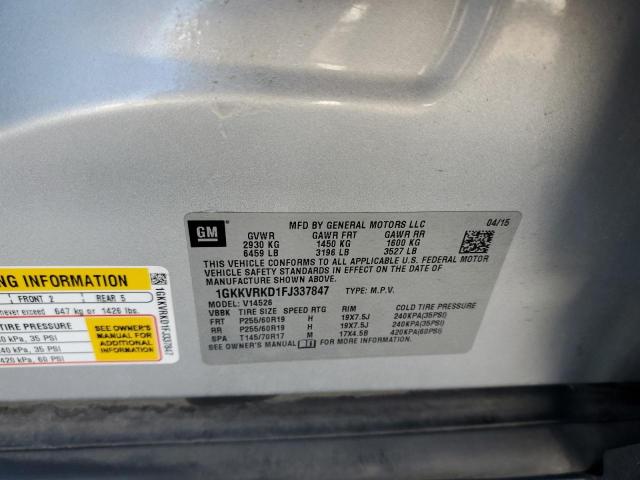 GM
MFD BY GENERAL MOTORS LLC 04/15
GVWR GAWR FRT GAWR RR
2930 KG 1450 KG 1600 KG
6459 LB 3196 LB 3527 LB
THIS VEHICLE CONFORMS TO ALL APPLICABLE U.S. FEDERAL MOTOR
VEHICLE SAFETY STANDARDS IN EFFECT ON THE DATE OF
MANUFACTURE SHOWN ABOVE.
1GKKVRKD1FJ337847 TYPE: M.P.V.
MODEL: V14526
VBBK TIRE SIZE SPEED RTG RIM COLD TIRE PRESSURE
FRT P255/60R19 H 19X7.5J 240KPA(35PSI)
RR P255/60R19 H 19X7.5J 240KPA(35PSI)
SPA T145/70R17 M 17X4.5B 420KPA(60PSI)
SEE OWNER'S MANUAL FOR MORE INFORMATION.
NG INFORMATION
FRONT 2 REAR 5
never exceed 647 kg or 1426 lbs.
TIRE PRESSURE
0 kPa, 35 PSI
40 kPa, 35 PSI
420 kPa, 60 PSI
SEE OWNER'S
MANUAL FOR
ADDITIONAL
INFORMATION
1GKKVRKD1FJ337847